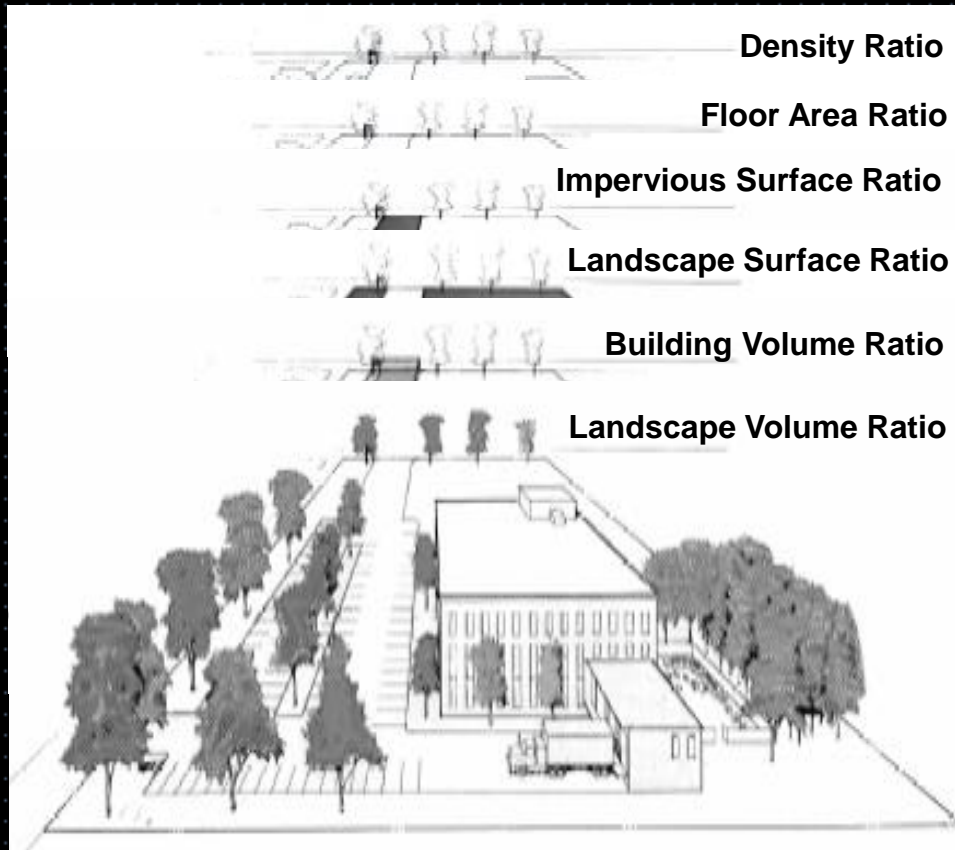 Density Ratio
Floor Area Ratio
Impervious Surface Ratio
Landscape Surface Ratio
Building Volume Ratio
Landscape Volume Ratio